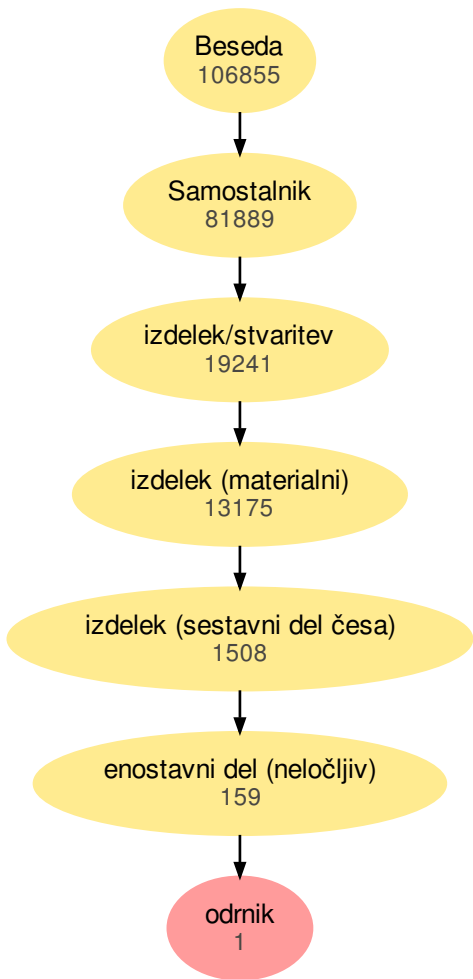 Beseda
106855
Samostalnik
81889
izdelek/stvaritev
19241
izdelek (materialni)
13175
izdelek (sestavni del česa)
1508
enostavni del (neločljiv)
159
odrnik
1